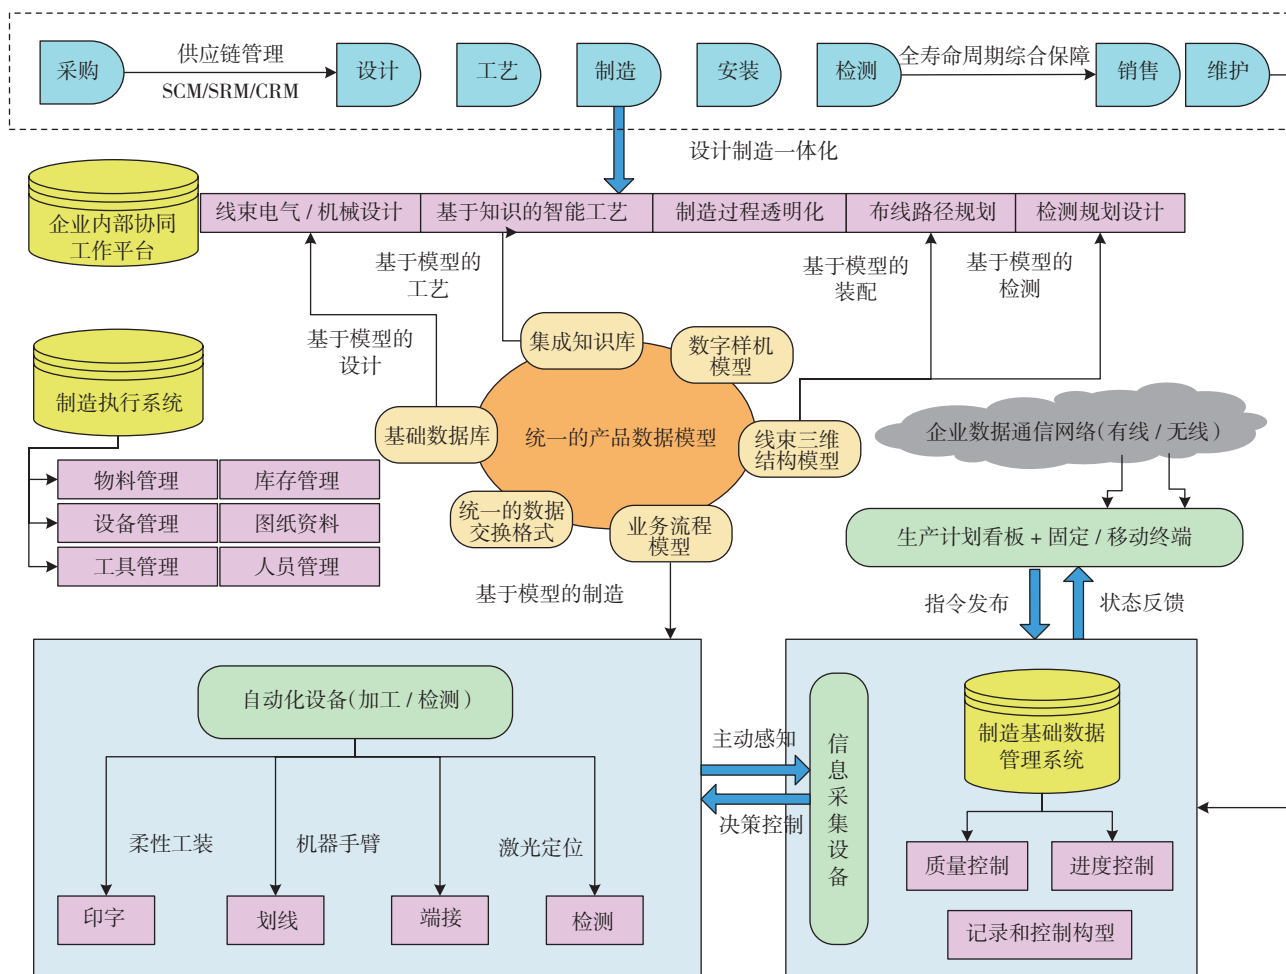 采购
供应链管理
SCM/SRM/CRM
设计
工艺
制造
安装
检测
全寿命周期综合保障
销售
维护
设计制造一体化
企业内部协同
工作平台
线束电气 / 机械设计
基于知识的智能工艺
制造过程透明化
布线路径规划
检测规划设计
基于模型的
工艺
基于模型的
装配
基于模型的
检测
基于模型的
设计
集成知识库
数字样机
模型
制造执行系统
基础数据库
统一的产品数据模型
线束三维
结构模型
企业数据通信网络(有线 / 无线)
物料管理
库存管理
设备管理
图纸资料
工具管理
人员管理
统一的数据
交换格式
业务流程
模型
生产计划看板 + 固定 / 移动终端
基于模型的制造
指令发布
状态反馈
自动化设备(加工 / 检测)
主动感知
决策控制
信息采集设备
制造基础数据
管理系统
柔性工装
机器手臂
激光定位
质量控制
进度控制
印字
划线
端接
检测
记录和控制构型